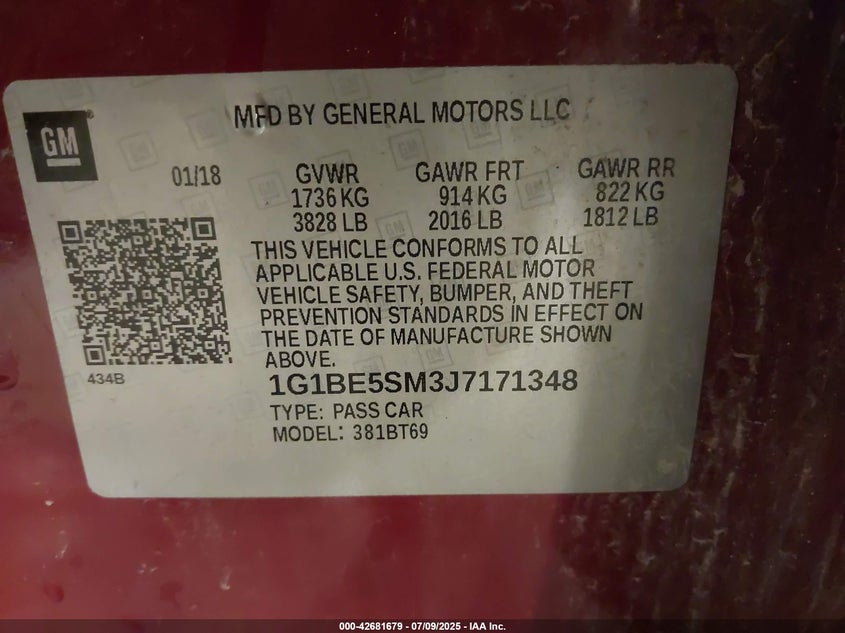 GM
MFD BY GENERAL MOTORS LLC
01/18
GVWR
GAWR FRT
GAWR RR
1736 KG
914 KG
822 KG
3828 LB
2016 LB
1812 LB
THIS VEHICLE CONFORMS TO ALL
APPLICABLE U.S. FEDERAL MOTOR
VEHICLE SAFETY, BUMPER, AND THEFT
PREVENTION STANDARDS IN EFFECT ON
THE DATE OF MANUFACTURE SHOWN
ABOVE.
434B
1G1BE5SM3J7171348
TYPE: PASS CAR
MODEL: 381BT69
000-42681679 | 07/09/2025 - IAA Inc.